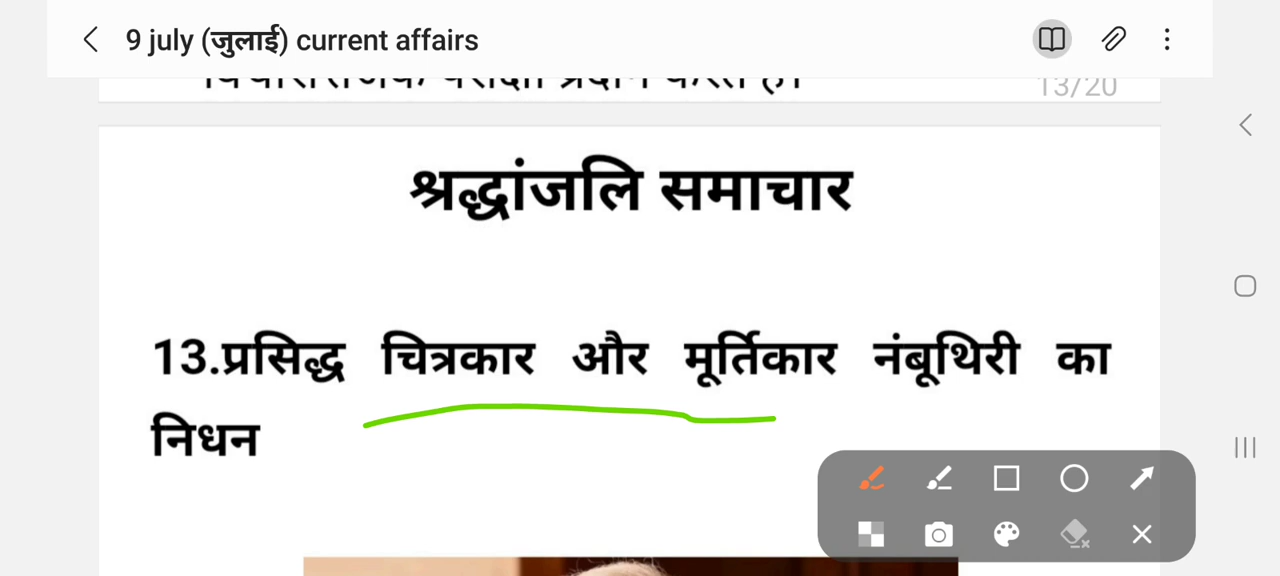 9 july (जुलाई) current affairs
13/20
श्रद्धांजलि समाचार
13.प्रसिद्ध चित्रकार और मूर्तिकार नंबूथिरी का
निधन